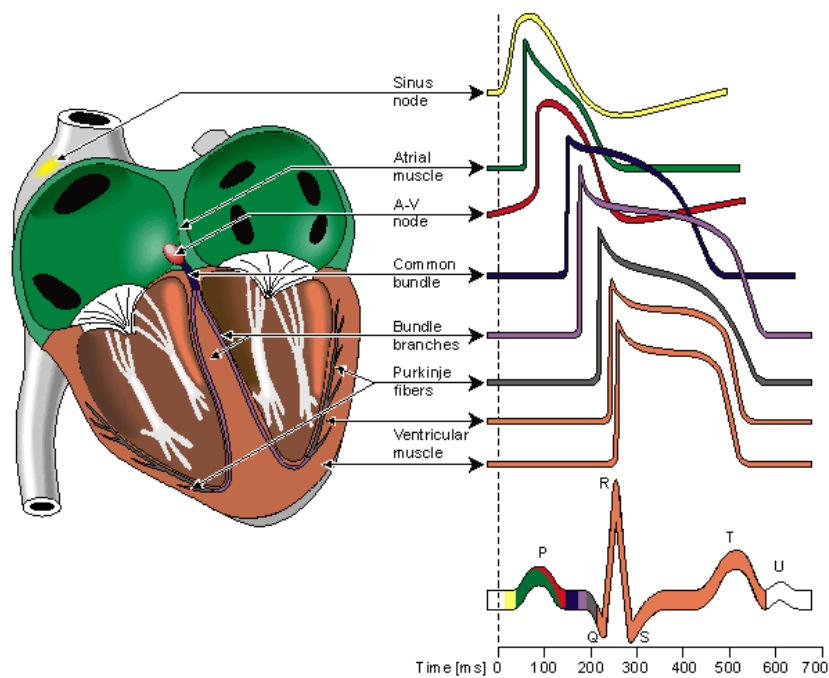 Sinus
node
Atrial
muscle
A-V
node
Common
bundle
Bundle
branches
Purkinje
fibers
Ventricular
muscle
R
P
T
U
Q
S
Time [ms]
0
100
200
300
400
500
600
700